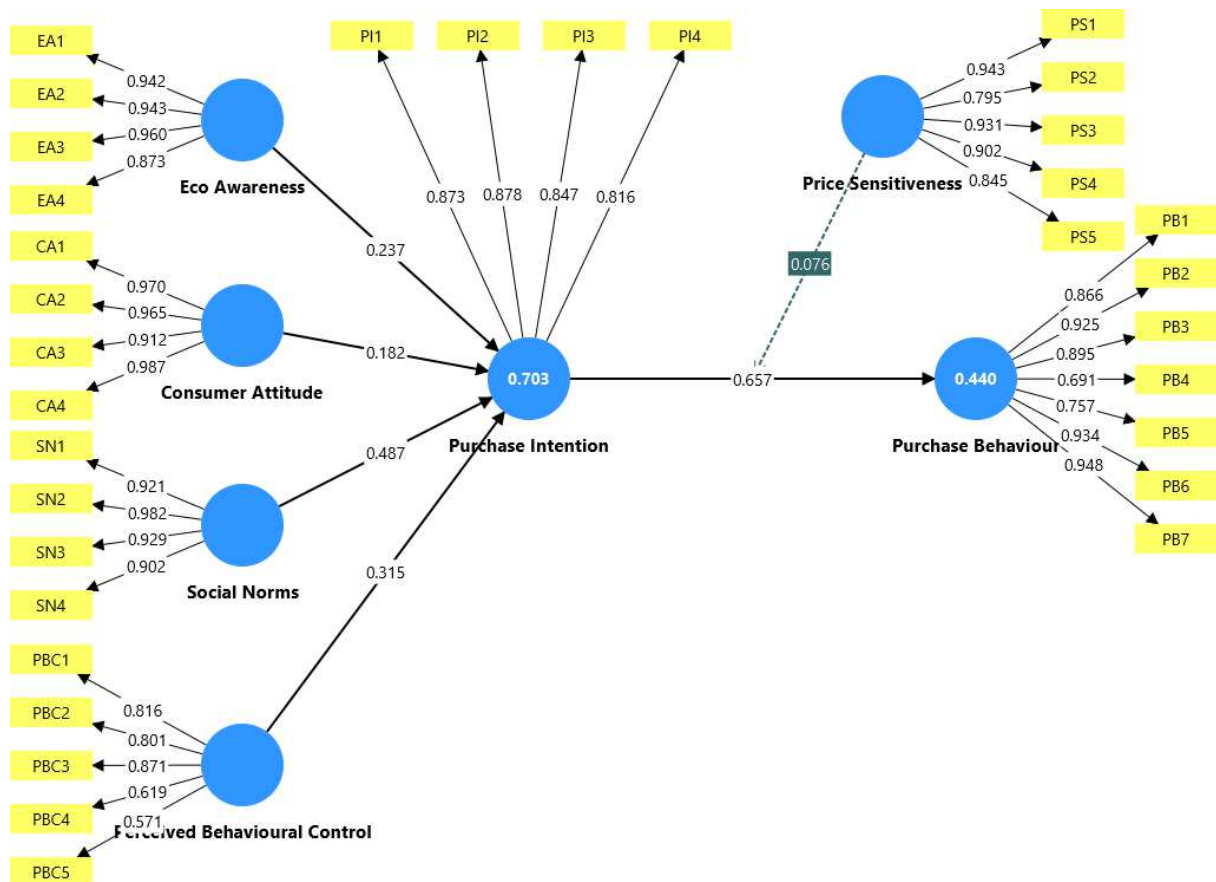 EA1
EA2
EA3
EA4
0.942
0.943
0.960
0.873
Eco Awareness
0.237
CA1
CA2
CA3
CA4
0.970
0.965
0.912
0.987
Consumer Attitude
0.182
SN1
SN2
SN3
SN4
0.921
0.982
0.929
0.902
Social Norms
0.487
PBC1
PBC2
PBC3
PBC4
PBC5
0.816
0.801
0.871
0.619
0.571
Perceived Behavioural Control
0.315
PI1
PI2
PI3
PI4
0.873
0.878
0.847
0.816
0.703
Purchase Intention
0.657
0.076
PS1
PS2
PS3
PS4
PS5
0.943
0.795
0.931
0.902
0.845
Price Sensitiveness
PB1
PB2
PB3
PB4
PB5
PB6
PB7
0.866
0.925
0.895
0.691
0.757
0.934
0.948
0.440
Purchase Behaviour